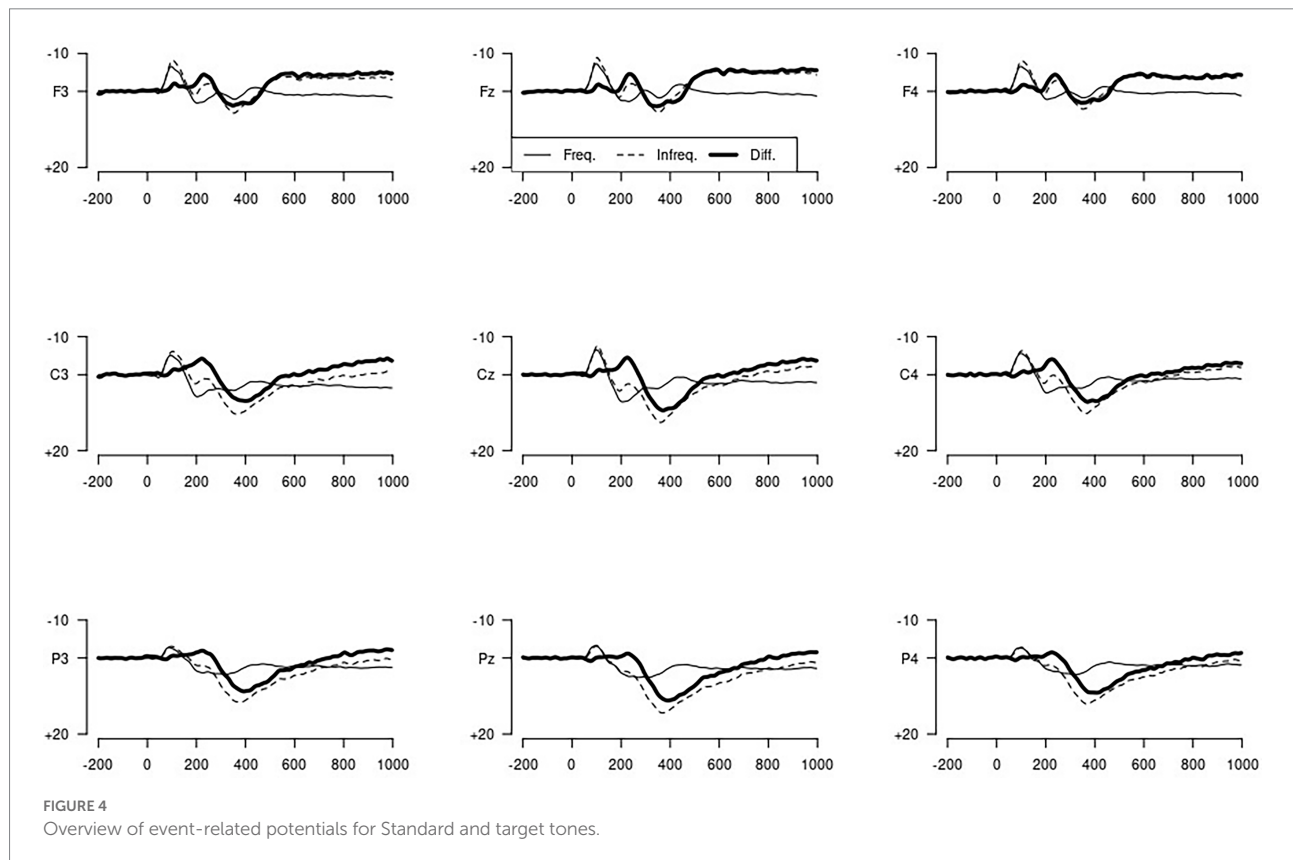 -10
F3
+20
-200 0 200 400 600 800 1000
-10
Fz
+20
Freq. Infreq. Diff.
-200 0 200 400 600 800 1000
-10
F4
+20
-200 0 200 400 600 800 1000
-10
C3
+20
-200 0 200 400 600 800 1000
-10
Cz
+20
-200 0 200 400 600 800 1000
-10
C4
+20
-200 0 200 400 600 800 1000
-10
P3
+20
-200 0 200 400 600 800 1000
-10
Pz
+20
-200 0 200 400 600 800 1000
-10
P4
+20
-200 0 200 400 600 800 1000
FIGURE 4
Overview of event-related potentials for Standard and target tones.